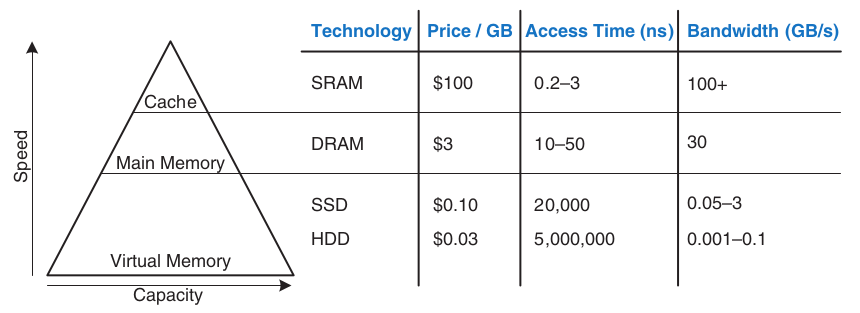 Technology Price / GB Access Time (ns) Bandwidth (GB/s)
SRAM $100 0.2–3 100+
Cache
DRAM $3 10–50 30
Main Memory
SSD $0.10 20,000 0.05–3
HDD $0.03 5,000,000 0.001–0.1
Virtual Memory
Speed
Capacity